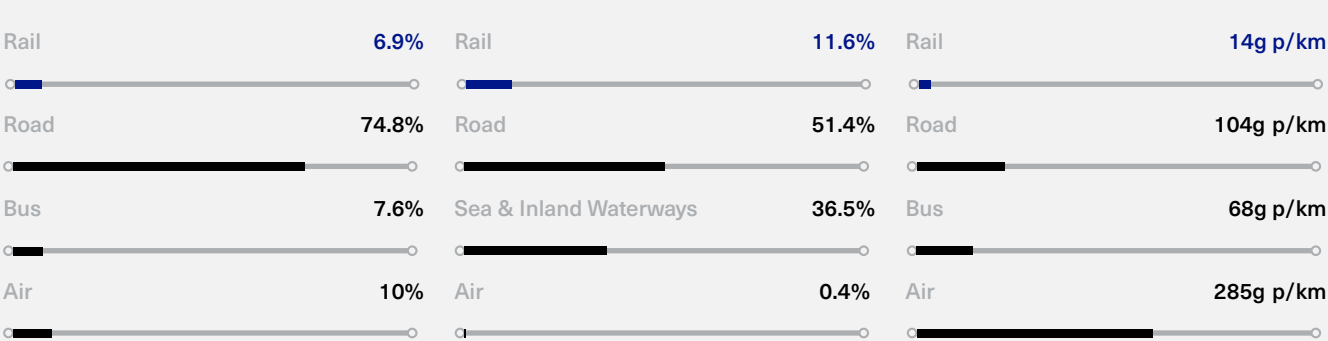 Rail 6.9%
Road 74.8%
Bus 7.6%
Air 10%
Rail 11.6%
Road 51.4%
Sea & Inland Waterways 36.5%
Air 0.4%
Rail 14g p/km
Road 104g p/km
Bus 68g p/km
Air 285g p/km